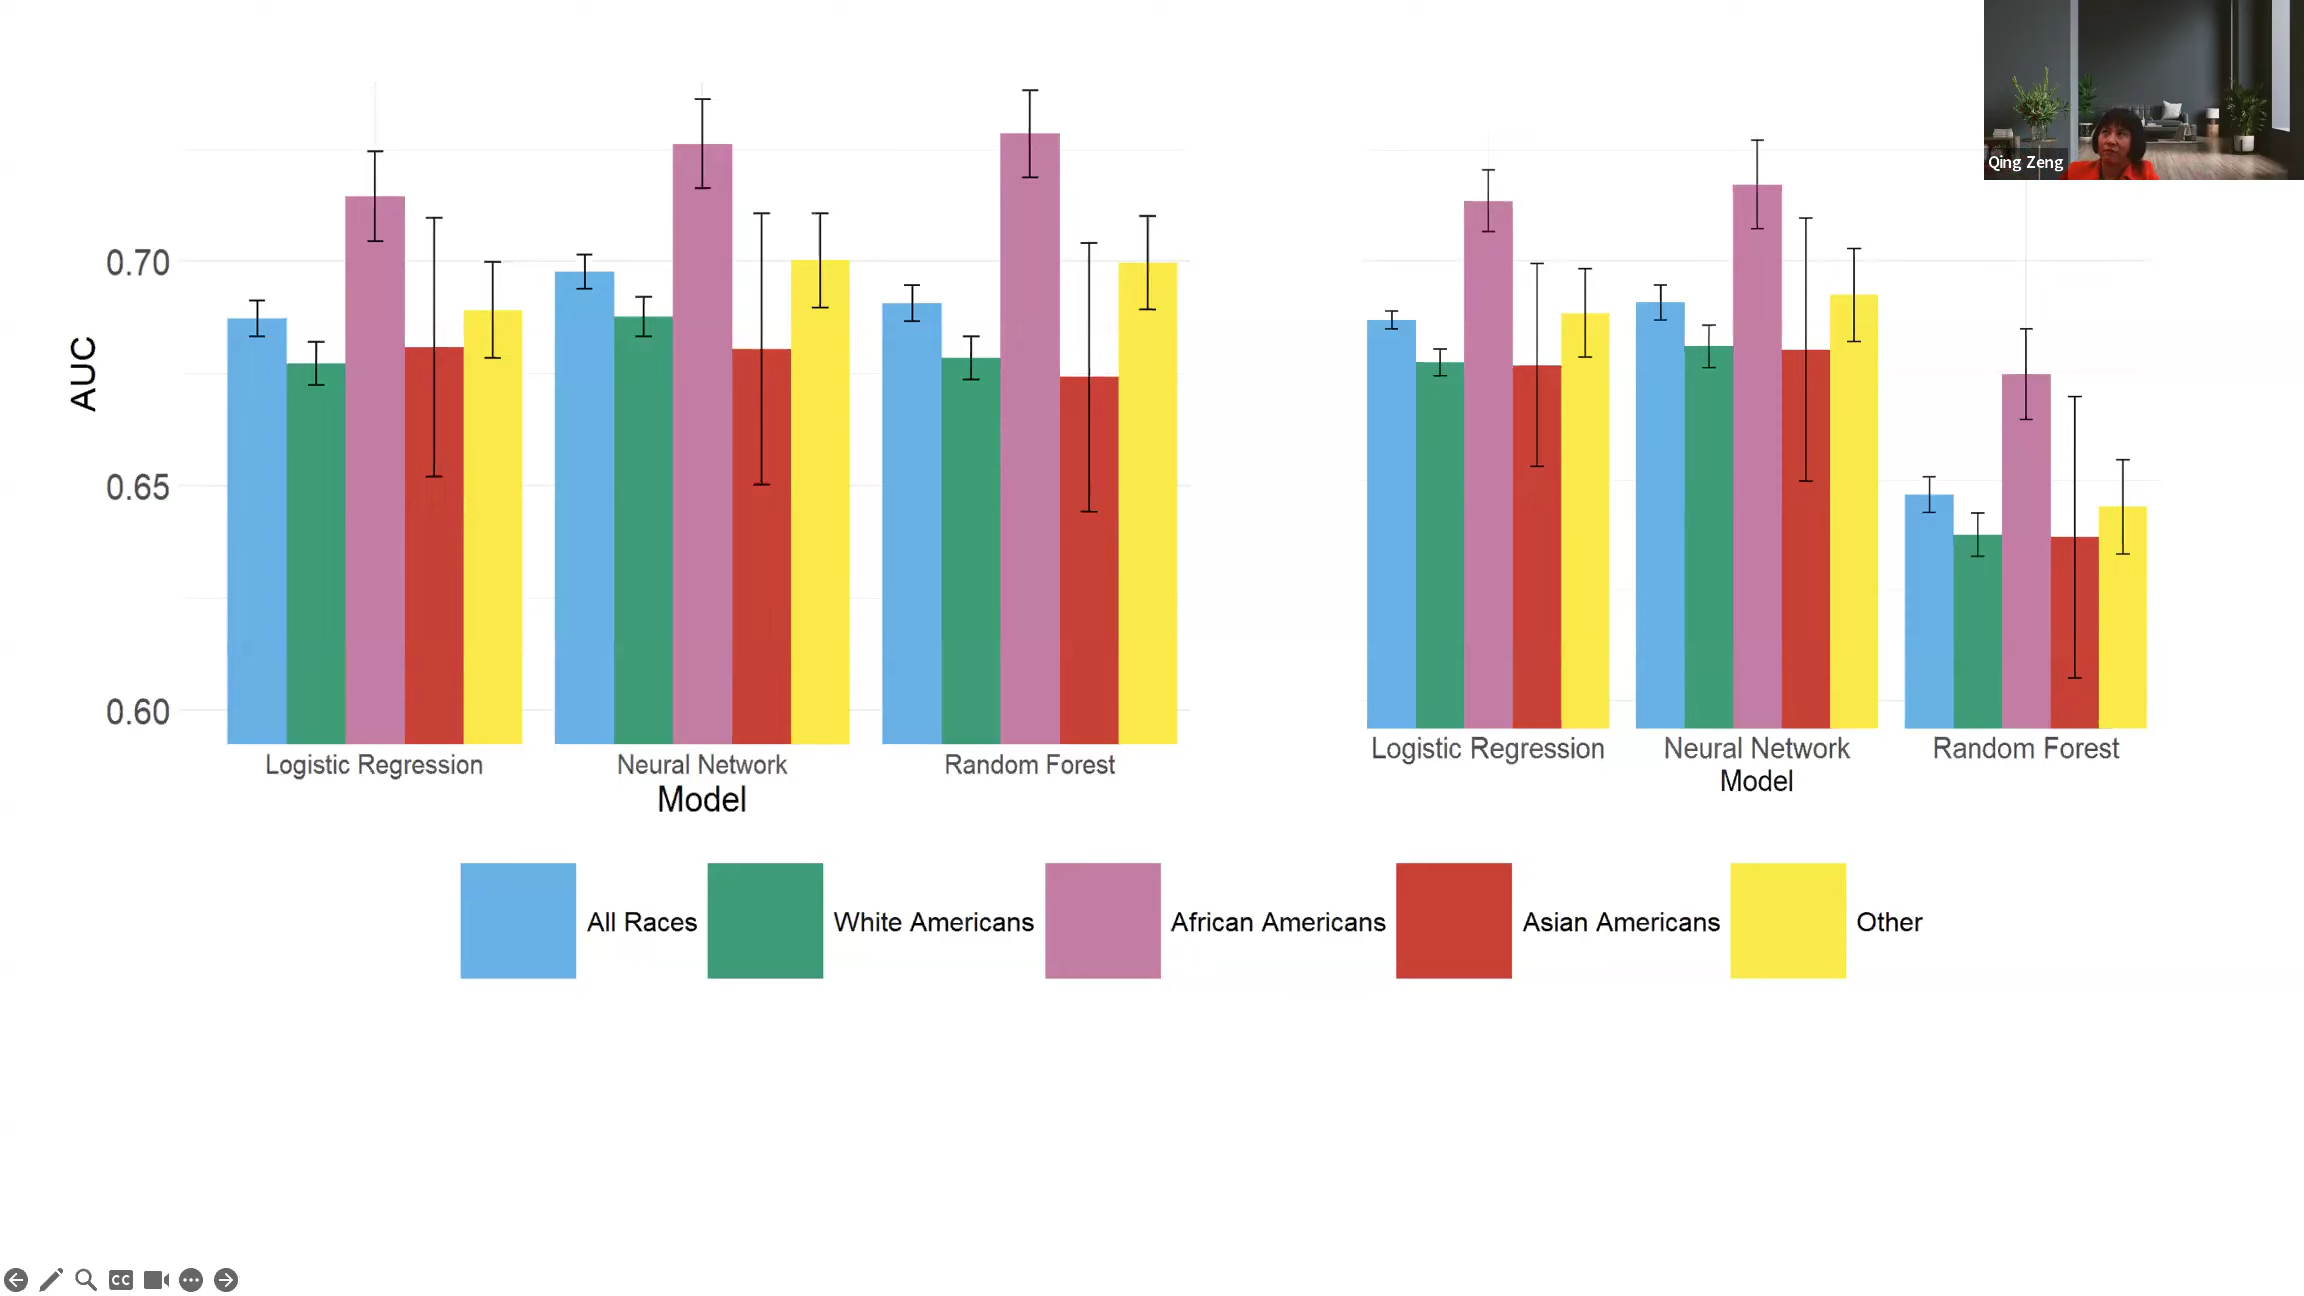 Qing Zeng
AUC
0.70
0.65
0.60
Logistic Regression
Neural Network
Random Forest
Model
Logistic Regression
Neural Network
Random Forest
Model
All Races
White Americans
African Americans
Asian Americans
Other
CC